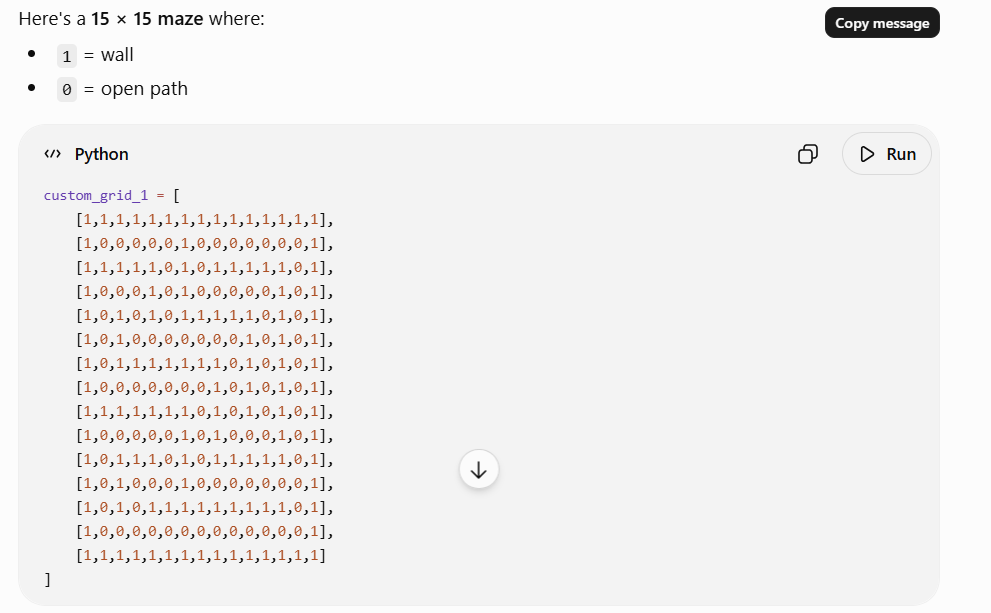 Here's a 15 × 15 maze where:
Copy message
• 1 = wall
• 0 = open path
</> Python
Run
custom_grid_1 = [
    [1,1,1,1,1,1,1,1,1,1,1,1,1,1,1],
    [1,0,0,0,0,0,1,0,0,0,0,0,0,0,1],
    [1,1,1,1,1,0,1,0,1,1,1,1,1,0,1],
    [1,0,0,0,1,0,1,0,0,0,0,0,1,0,1],
    [1,0,1,0,1,0,1,1,1,1,1,0,1,0,1],
    [1,0,1,0,0,0,0,0,0,0,1,0,1,0,1],
    [1,0,1,1,1,1,1,1,1,0,1,0,1,0,1],
    [1,0,0,0,0,0,0,0,1,0,1,0,1,0,1],
    [1,1,1,1,1,1,1,0,1,0,1,0,1,0,1],
    [1,0,0,0,0,0,1,0,1,0,0,0,1,0,1],
    [1,0,1,1,1,0,1,0,1,1,1,1,1,0,1],
    [1,0,1,0,0,0,1,0,0,0,0,0,0,0,1],
    [1,0,1,0,1,1,1,1,1,1,1,1,1,0,1],
    [1,0,0,0,0,0,0,0,0,0,0,0,0,0,1],
    [1,1,1,1,1,1,1,1,1,1,1,1,1,1,1]
]